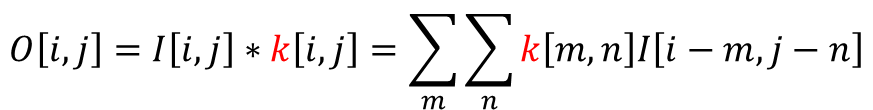 O[i,j] = I[i,j] ∗ k[i,j] = ∑_m ∑_n k[m,n]I[i − m, j − n]